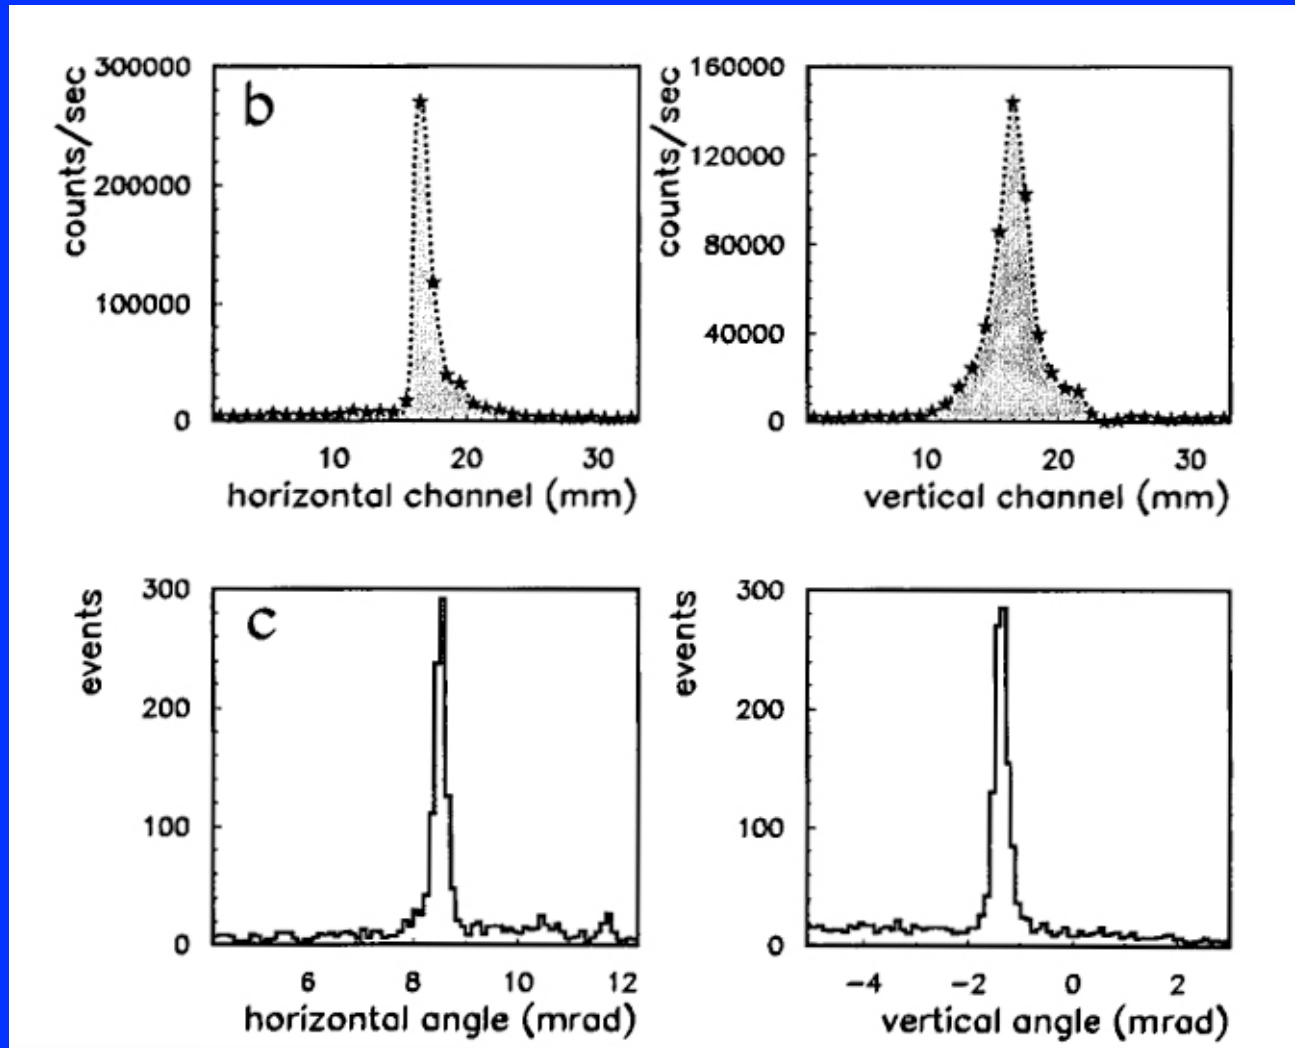 counts/sec
300000
200000
100000
0
b
10 20 30
horizontal channel (mm)
counts/sec
160000
120000
80000
40000
0
10 20 30
vertical channel (mm)
events
300
200
100
0
c
6 8 10 12
horizontal angle (mrad)
events
300
200
100
0
-4 -2 0 2
vertical angle (mrad)